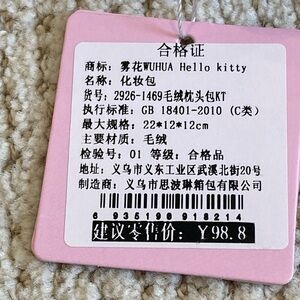 合格证
商标: 雾花WUHUA Hello kitty
名称: 化妆包
货号: 2926-1469毛绒枕头包KT
执行标准: GB 18401-2010 (C类)
最大规格: 22*12*12cm
主要材质: 毛绒
检验号: 01 等级: 合格品
地址: 义乌市义东工业区武溪北街20号
制造商: 义乌市思波琳箱包有限公司
6 935190 918214
建议零售价: Y98.8